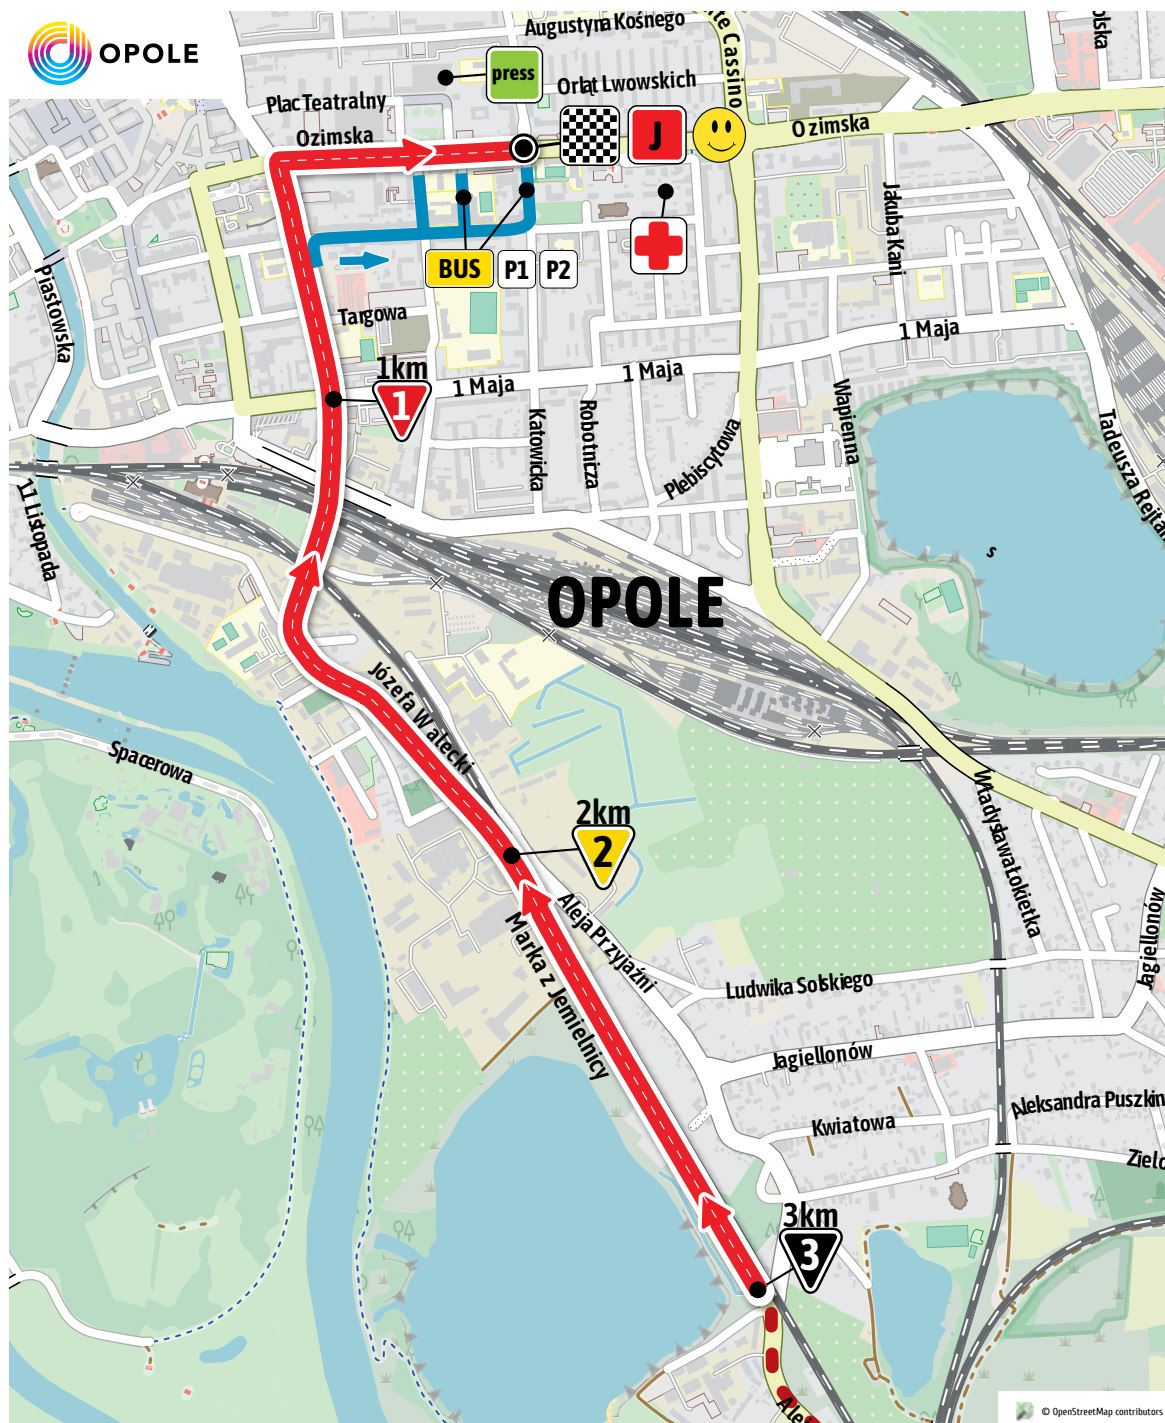 OPOLE
Augustyna Kośnego
press
Orląt Lwowskich
Plac Teatralny
Ozimska
J
Ozimska
Jakuba Kani
BUS
P1
P2
Piastowska
Targowa
1km
1
1 Maja
1 Maja
1 Maja
Katowicka
Robotnicza
Plebiscytowa
Wapienna
11 Listopada
S
OPOLE
Józefa Walecki
Spacerowa
2km
2
Władysława Łokietka
Aleja Przyjaźni
Marka z Jemielnicy
Ludwika Solskiego
Jagiellonów
Jagiellonów
Kwiatowa
Aleksandra Puszkin
3km
3
© OpenStreetMap contributors